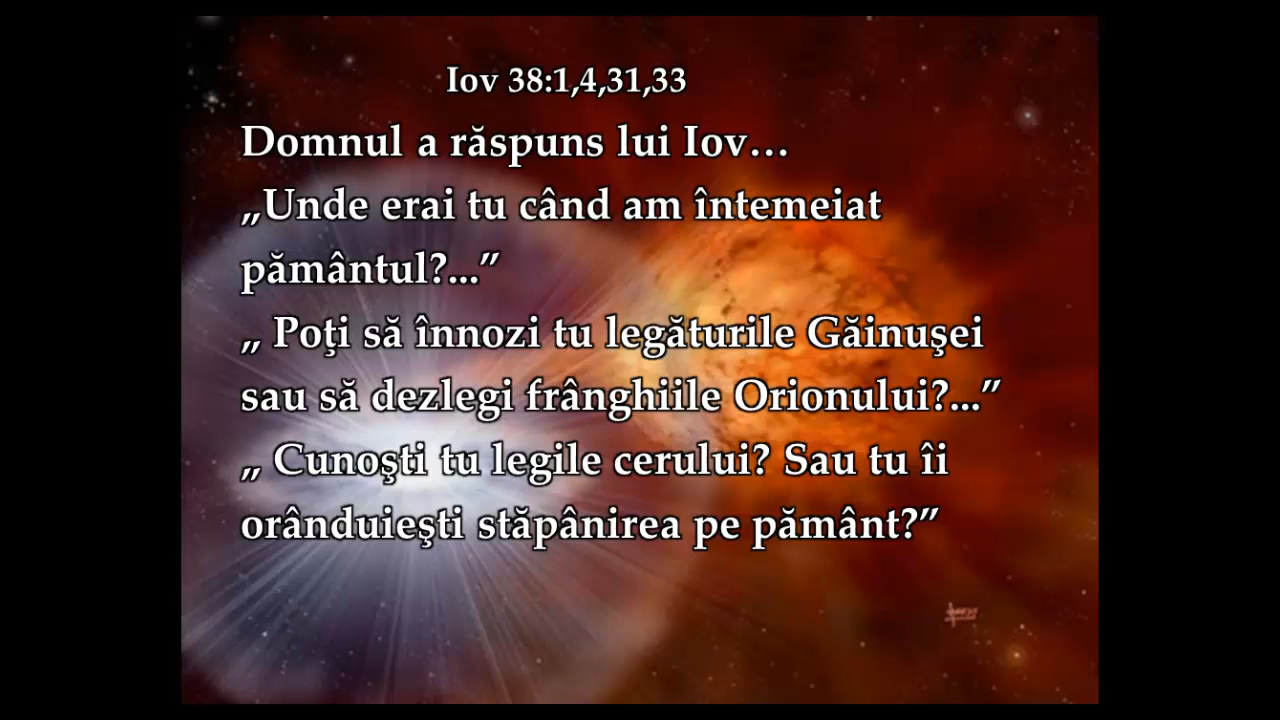 Iov 38:1,4,31,33
Domnul a răspuns lui Iov…
„Unde erai tu când am întemeiat
pământul?...”
„ Poţi să înnozi tu legăturile Găinuşei
sau să dezlegi frânghiile Orionului?...”
„ Cunoşti tu legile cerului? Sau tu îi
orânduieşti stăpânirea pe pământ?”